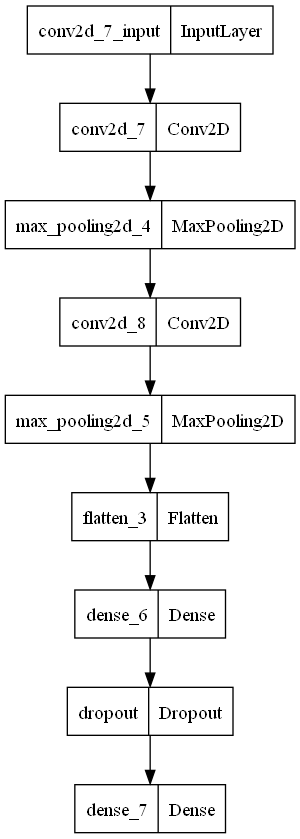 conv2d_7_input InputLayer
conv2d_7 Conv2D
max_pooling2d_4 MaxPooling2D
conv2d_8 Conv2D
max_pooling2d_5 MaxPooling2D
flatten_3 Flatten
dense_6 Dense
dropout Dropout
dense_7 Dense